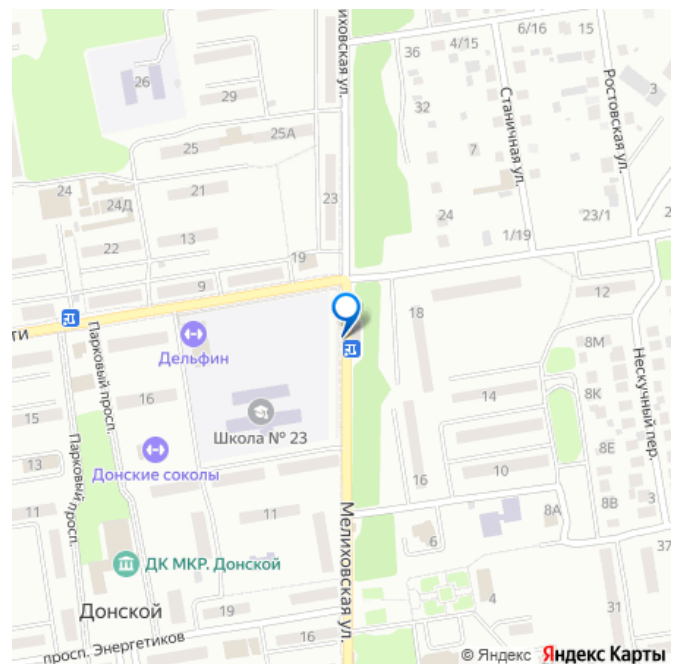 иховская ул.
36
4/15
6/16
15
26
29
32
Станичная ул.
Ростовская ул.
3
25А
25
7
24
24Д
21
23
24
1/19
23/1
2
22
13
19
9
12
ти
Парковый просп.
Дельфин
18
8М
Нескучный пер.
16
14
8К
Школа № 23
15
13
Парковый просп.
Донские соколы
8Е
16
10
11
11
Мелиховская ул.
8А
8В
3
6
37
ДК МКР. Донской
Донской
19
4
31
просп. Энергетиков
16
© Яндекс Яндекс Карты